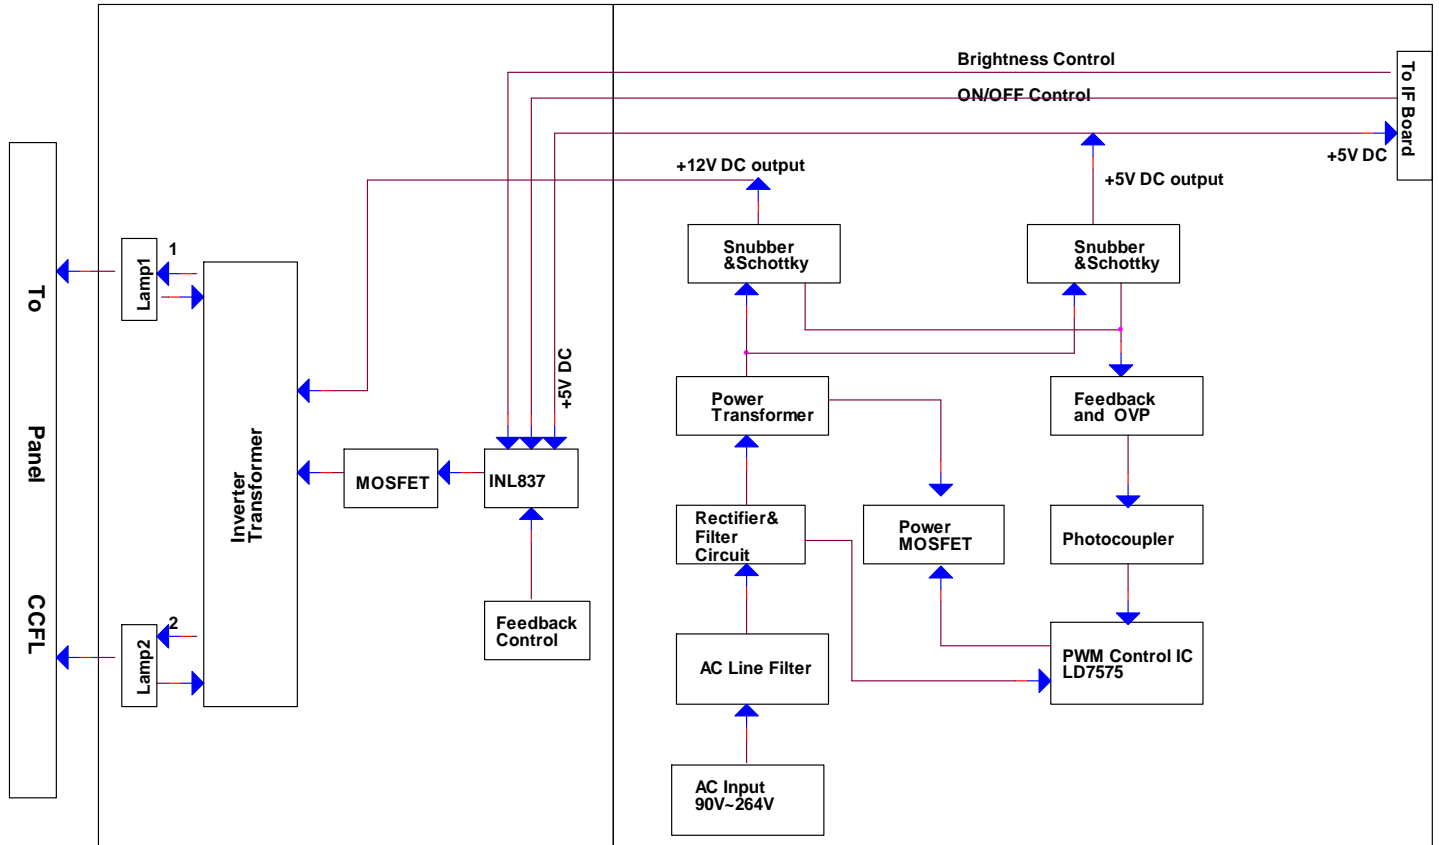 Brightness Control
ON/OFF Control
To IF Board
+5V DC
+12V DC output
+5V DC output
Snubber
&Schottky
Snubber
&Schottky
1
Lamp1
To Panel CCFL
+5V DC
Power
Transformer
Feedback
and OVP
Inverter
Transformer
MOSFET
INL837
Rectifier&
Filter
Circuit
Power
MOSFET
Photocoupler
2
Lamp2
Feedback
Control
AC Line Filter
PWM Control IC
LD7575
AC Input
90V~264V